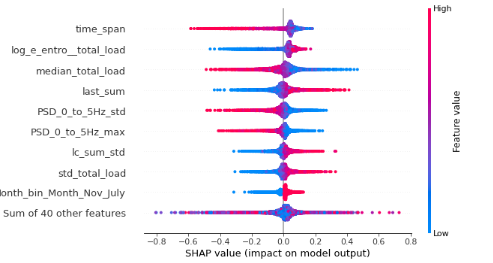 High
time_span
log_e_entro__total_load
median_total_load
last_sum
PSD_0_to_5Hz_std
PSD_0_to_5Hz_max
lc_sum_std
std_total_load
Month_bin_Month_Nov_July
Sum of 40 other features
Feature value
Low
−0.8 −0.6 −0.4 −0.2 0.0 0.2 0.4 0.6 0.8
SHAP value (impact on model output)